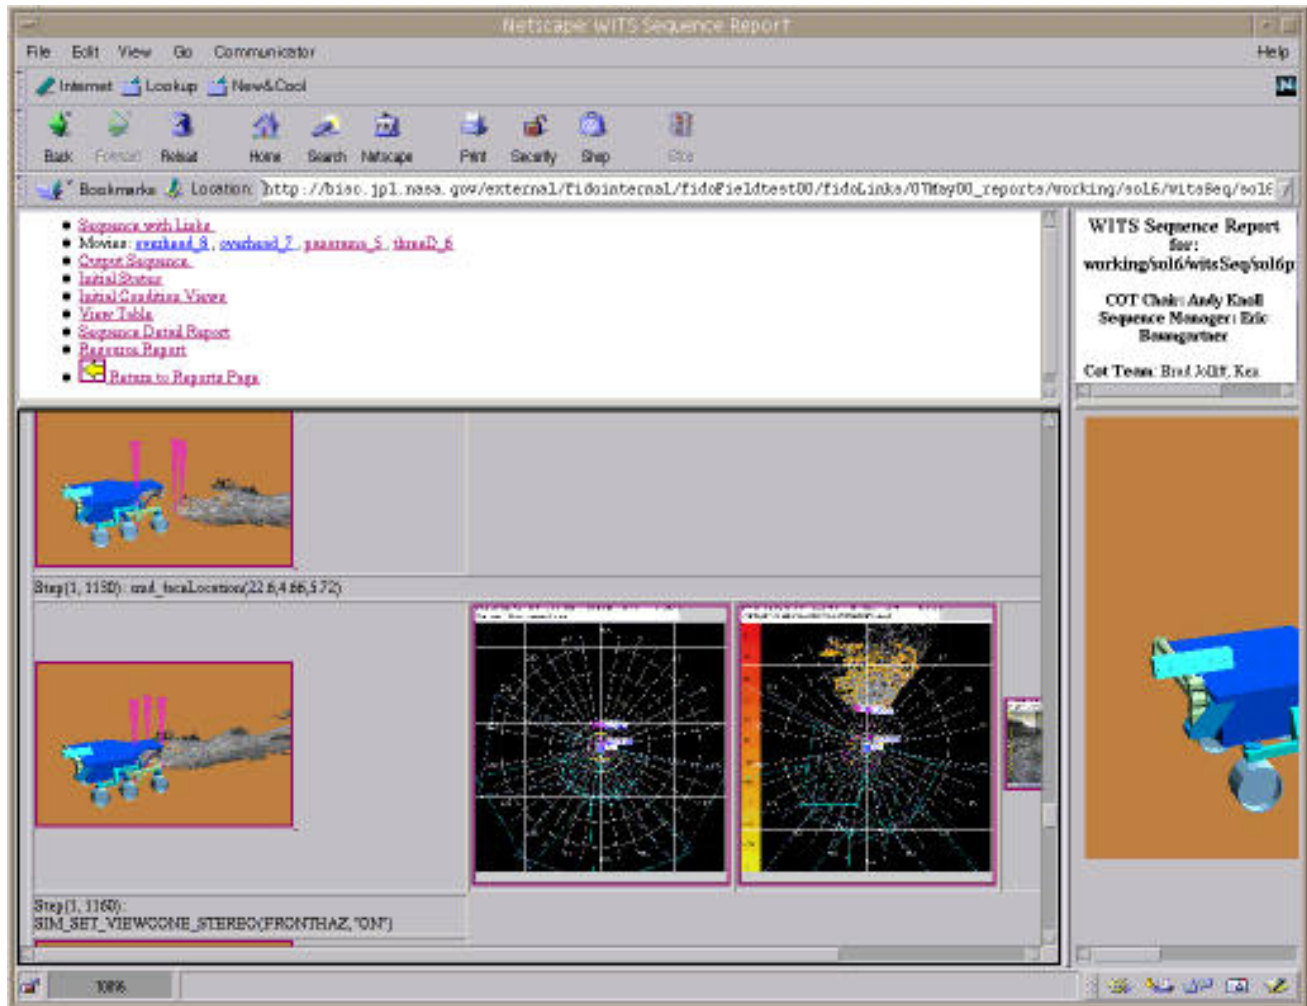 Netscape: WITS Sequence Report
File Edit View Go Communicator Help
Internet Lookup New&Cool
Back Forward Reload Home Search Netscape Print Security Shop Stop
Bookmarks Location: http://bisc.jpl.nasa.gov/external/fidointernal/fidoFieldtest00/fidoLinks/07May00_reports/working/sol6/witsSeq/sol6
Sequence with Links
Movies: overhead_8 , overhead_7 , panorama_5 , threeD_6
Output Sequence
Initial Status
Initial Condition Views
View Table
Sequence Detail Report
Resource Report
Return to Reports Page
WITS Sequence Report
for:
working/sol6/witsSeq/sol6p
COT Chair: Andy Knoll
Sequence Manager: Eric
Baumgartner
Cot Team: Brad Jolliff, Ken
Step(1, 1130): cmd_faceLocation(22.6,4.66,5.72)
Step(1, 1160):
SIM_SET_VIEWCONE_STEREO(FRONTHAZ,"ON")
100%